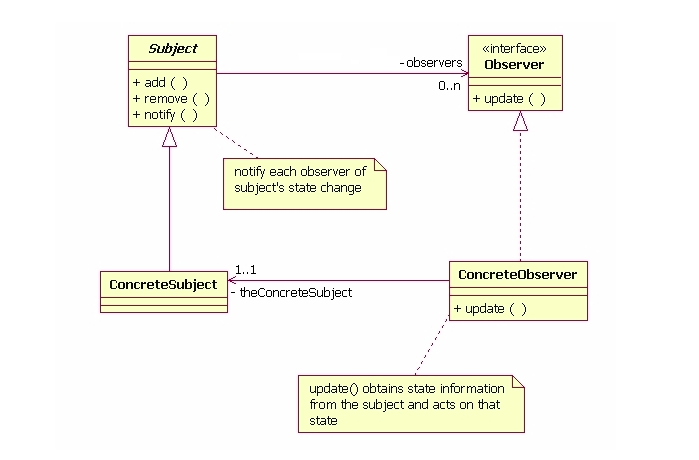 Subject
+ add ( )
+ remove ( )
+ notify ( )
- observers
0..n
«interface»
Observer
+ update ( )
notify each observer of
subject's state change
ConcreteSubject
1..1
- theConcreteSubject
ConcreteObserver
+ update ( )
update() obtains state information
from the subject and acts on that
state